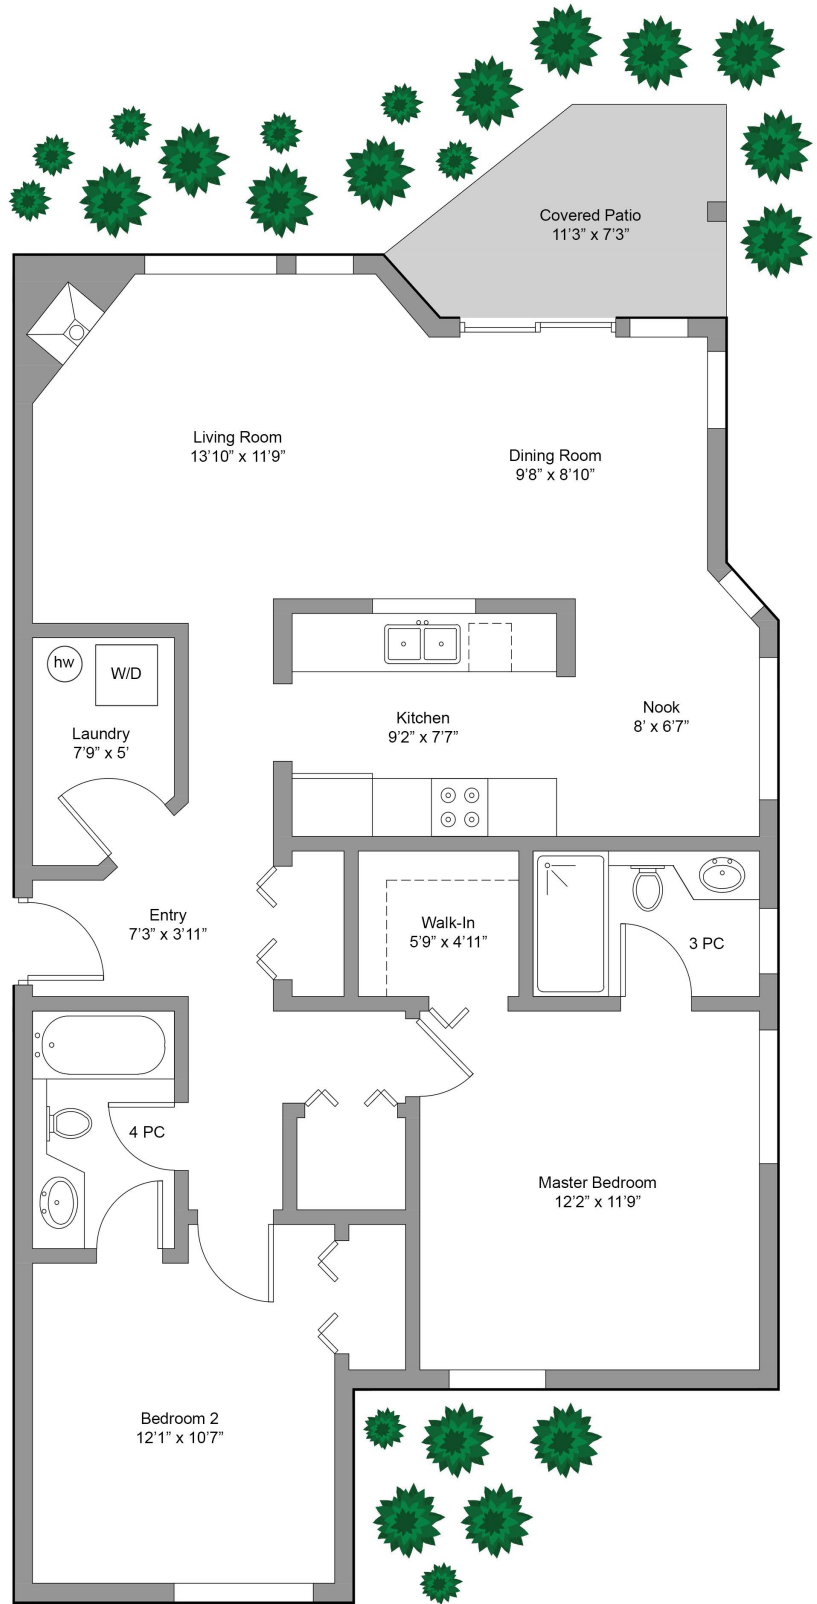 Covered Patio
11’3” x 7’3”
Living Room
13’10” x 11’9”
Dining Room
9’8” x 8’10”
hw
W/D
Laundry
7’9” x 5’
Kitchen
9’2” x 7’7”
Nook
8’ x 6’7”
Entry
7’3” x 3’11”
Walk-In
5’9” x 4’11”
3 PC
4 PC
Master Bedroom
12’2” x 11’9”
Bedroom 2
12’1” x 10’7”